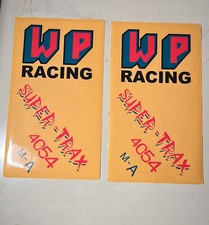 WP
RACING
SUPER-TRAX
4054
M-A
WP
RACING
SUPER-TRAX
4054
M-A